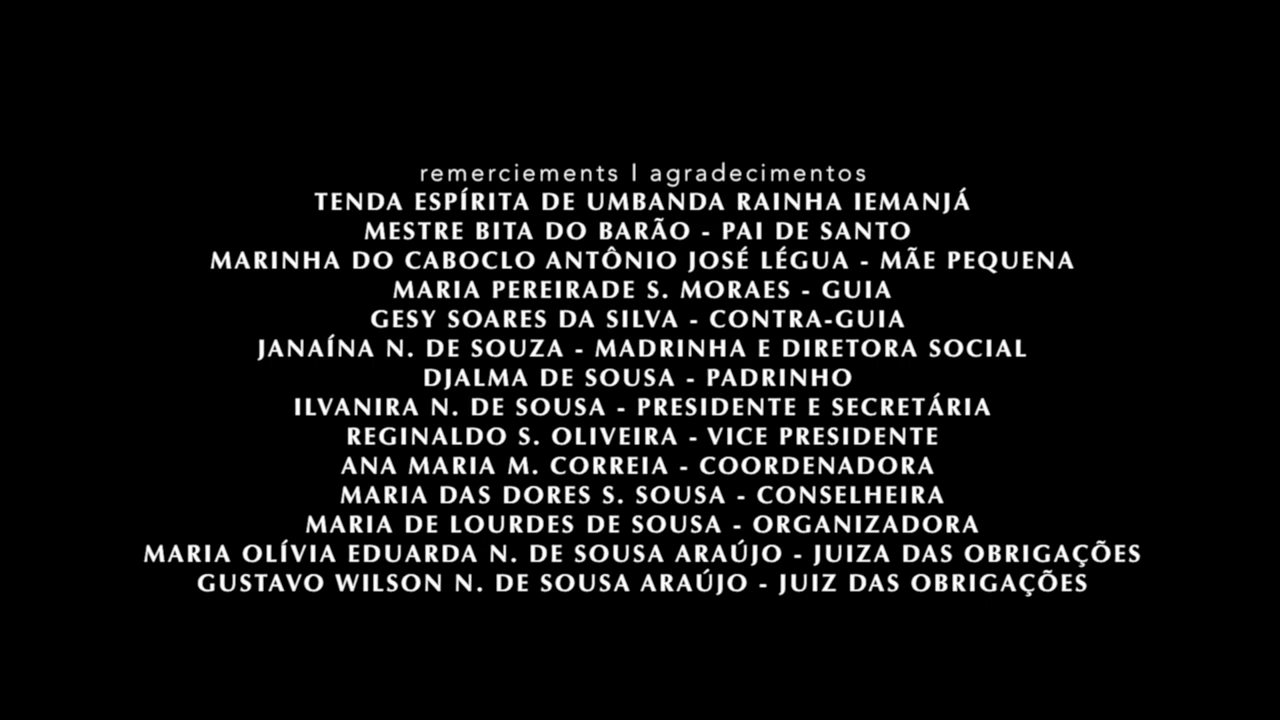 remerciements I agradecimentos
TENDA ESPÍRITA DE UMBANDA RAINHA IEMANJÁ
MESTRE BITA DO BARÃO - PAI DE SANTO
MARINHA DO CABOCLO ANTÔNIO JOSÉ LÉGUA - MÃE PEQUENA
MARIA PEREIRADE S. MORAES - GUIA
GESY SOARES DA SILVA - CONTRA-GUIA
JANAÍNA N. DE SOUZA - MADRINHA E DIRETORA SOCIAL
DJALMA DE SOUSA - PADRINHO
ILVANIRA N. DE SOUSA - PRESIDENTE E SECRETÁRIA
REGINALDO S. OLIVEIRA - VICE PRESIDENTE
ANA MARIA M. CORREIA - COORDENADORA
MARIA DAS DORES S. SOUSA - CONSELHEIRA
MARIA DE LOURDES DE SOUSA - ORGANIZADORA
MARIA OLÍVIA EDUARDA N. DE SOUSA ARAÚJO - JUIZA DAS OBRIGAÇÕES
GUSTAVO WILSON N. DE SOUSA ARAÚJO - JUIZ DAS OBRIGAÇÕES